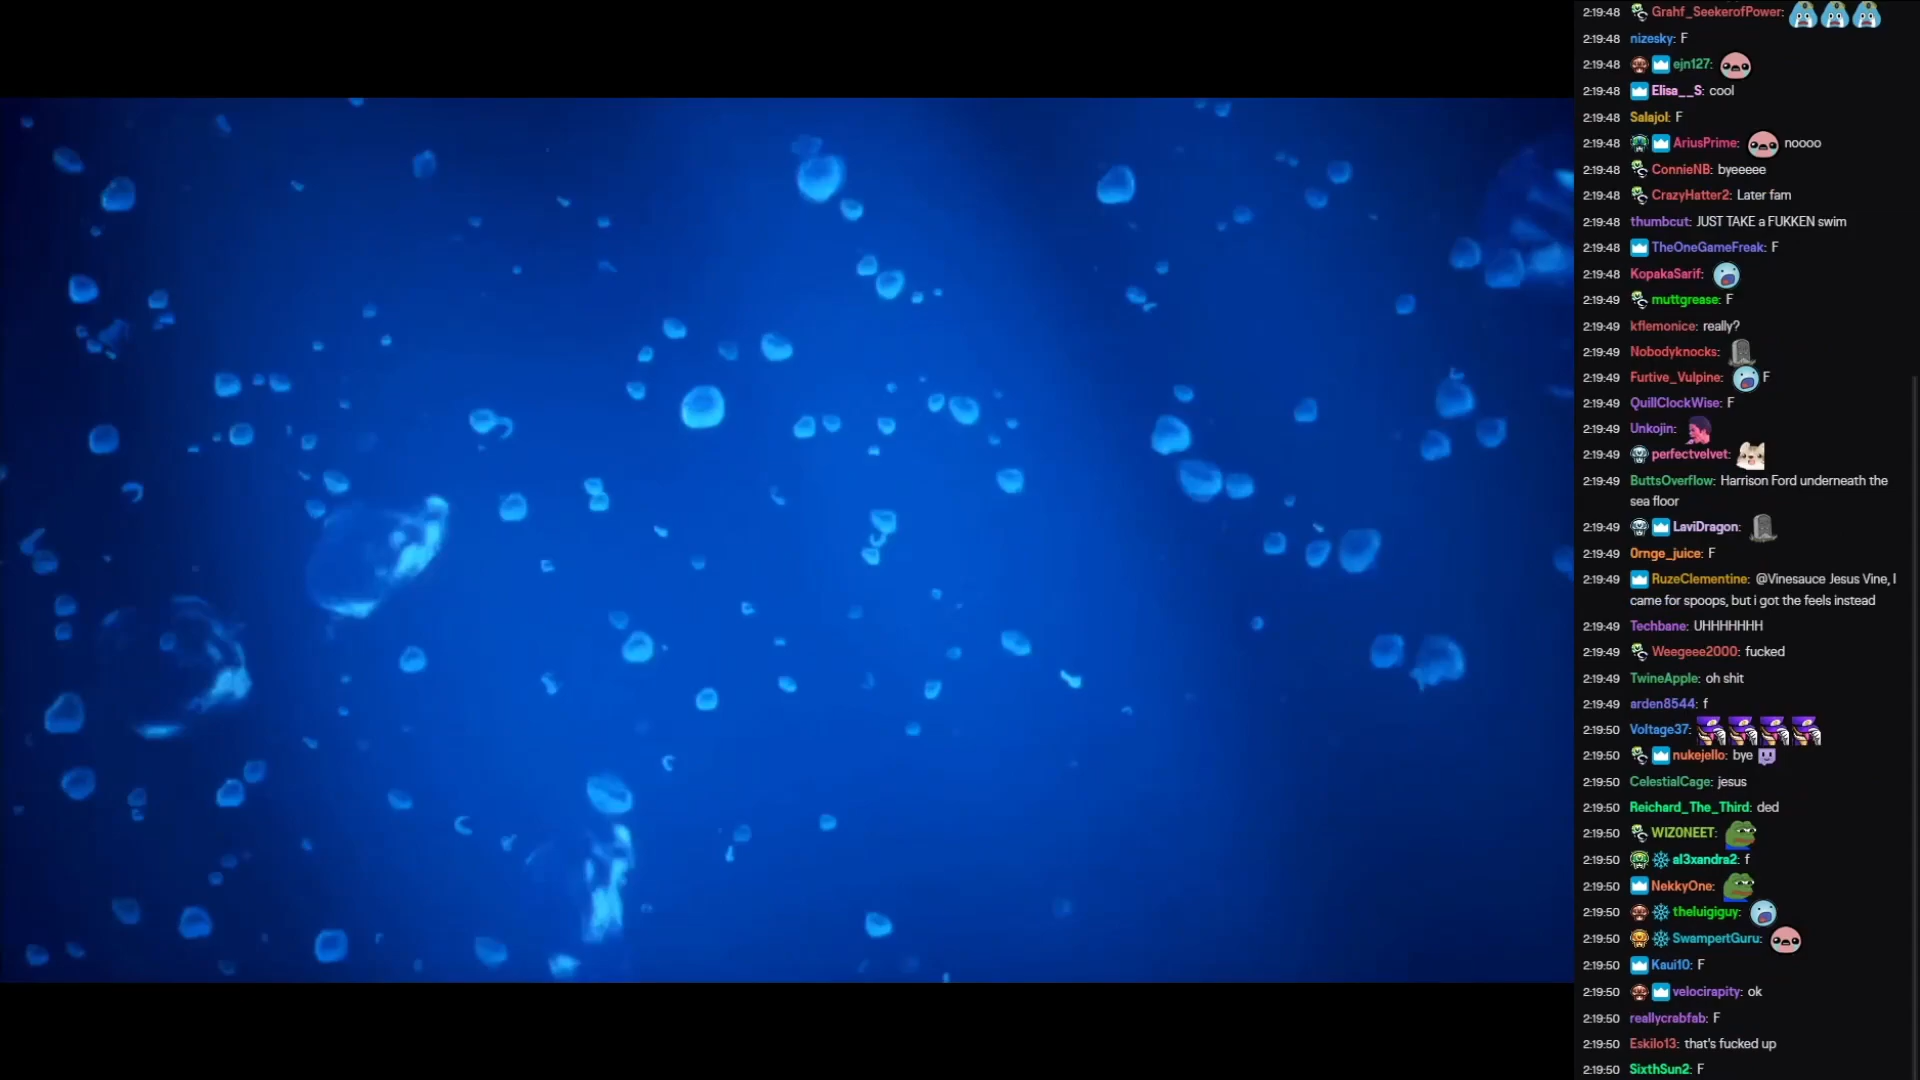 2:19:48 Grahf_SeekerofPower:
2:19:48 nizesky: F
2:19:48 ejn127:
2:19:48 Elisa__S: cool
2:19:48 Salajol: F
2:19:48 AriusPrime: noooo
2:19:48 ConnieNB: byeeeee
2:19:48 CrazyHatter2: Later fam
2:19:48 thumbcut: JUST TAKE a FUKKEN swim
2:19:48 TheOneGameFreak: F
2:19:48 KopakaSarif:
2:19:49 muttgrease: F
2:19:49 kflemonice: really?
2:19:49 Nobodyknocks:
2:19:49 Furtive_Vulpine: F
2:19:49 QuillClockWise: F
2:19:49 Unkojin:
2:19:49 perfectvelvet:
2:19:49 ButtsOverflow: Harrison Ford underneath the
sea floor
2:19:49 LaviDragon:
2:19:49 0rnge_juice: F
2:19:49 RuzeClementine: @Vinesauce Jesus Vine, I
came for spoops, but i got the feels instead
2:19:49 Techbane: UHHHHHHH
2:19:49 Weegeee2000: fucked
2:19:49 TwineApple: oh shit
2:19:49 arden8544: f
2:19:50 Voltage37:
2:19:50 nukejello: bye
2:19:50 CelestialCage: jesus
2:19:50 Reichard_The_Third: ded
2:19:50 WIZ0NEET:
2:19:50 al3xandra2: f
2:19:50 NekkyOne:
2:19:50 theluigiguy:
2:19:50 SwampertGuru:
2:19:50 Kaui10: F
2:19:50 velocirapity: ok
2:19:50 reallycrabfab: F
2:19:50 Eskilo13: that's fucked up
2:19:50 SixthSun2: F